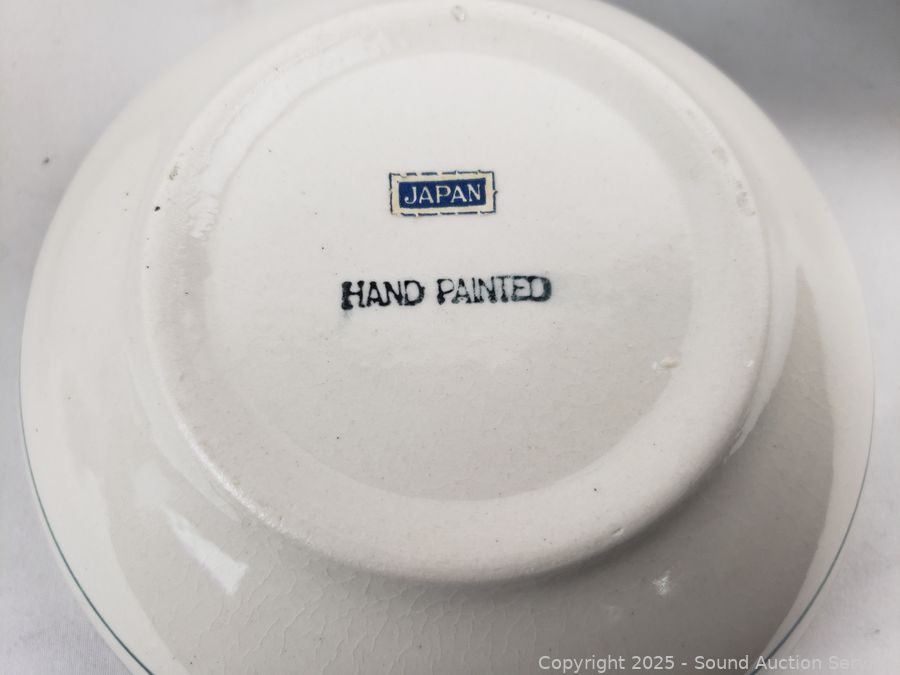 JAPAN
HAND PAINTED
Copyright 2025 - Sound Auction